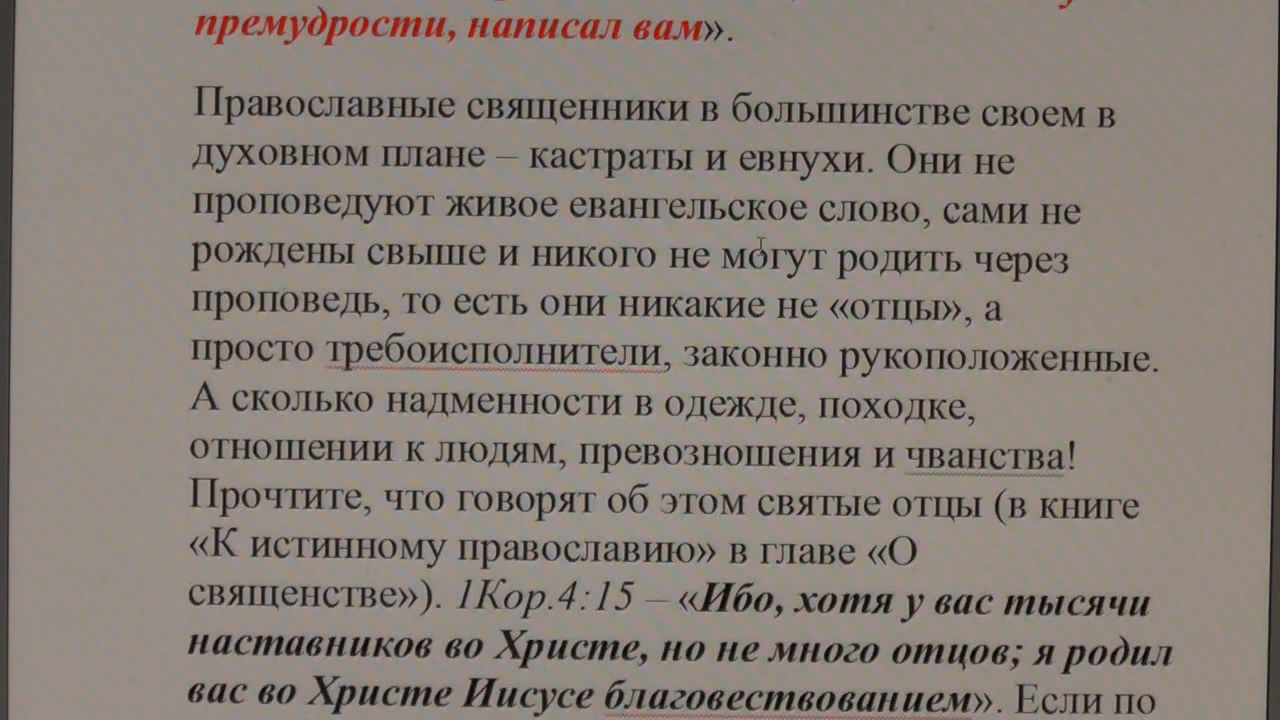 премудрости, написал вам».
Православные священники в большинстве своем в
духовном плане – кастраты и евнухи. Они не
проповедуют живое евангельское слово, сами не
рождены свыше и никого не могут родить через
проповедь, то есть они никакие не «отцы», а
просто требоисполнители, законно рукоположенные.
А сколько надменности в одежде, походке,
отношении к людям, превозношения и чванства!
Прочтите, что говорят об этом святые отцы (в книге
«К истинному православию» в главе «О
священстве»). 1Кор.4:15 – «Ибо, хотя у вас тысячи
наставников во Христе, но не много отцов; я родил
вас во Христе Иисусе благовествованием». Если по